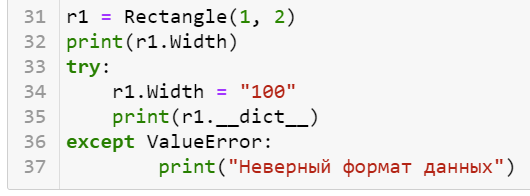 31 r1 = Rectangle(1, 2)
32 print(r1.Width)
33 try:
34     r1.Width = "100"
35     print(r1.__dict__)
36 except ValueError:
37         print("Неверный формат данных")